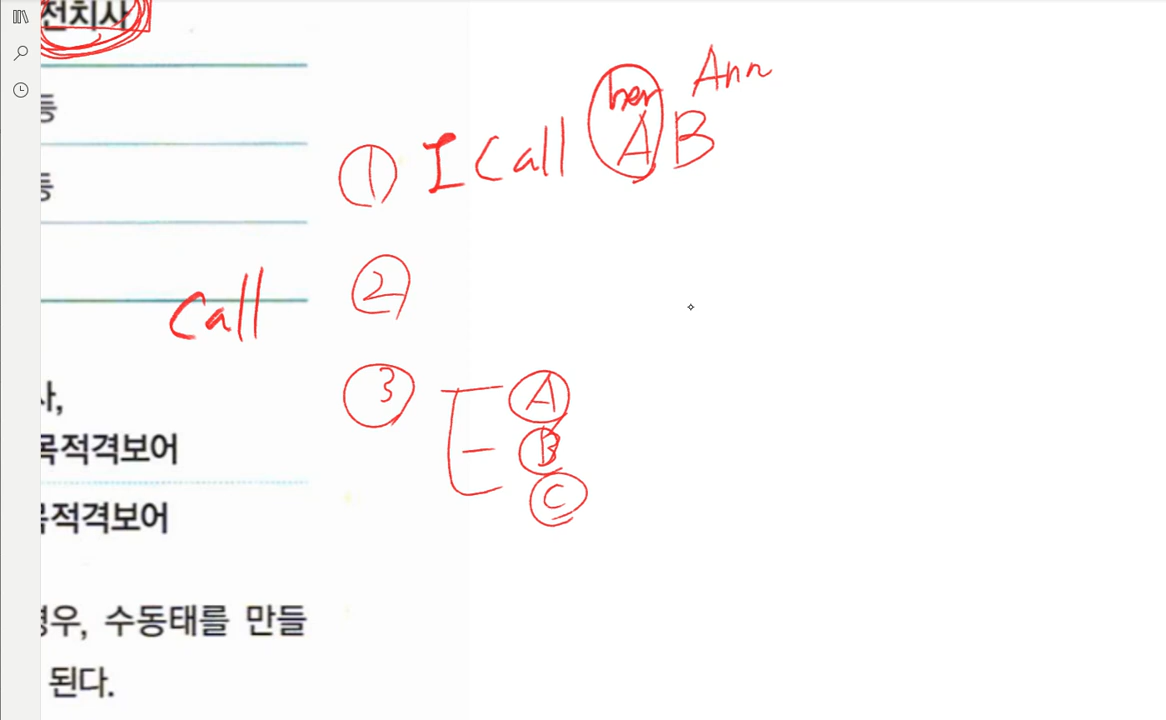 전치사
등
등
her Ann
① I Call A B
②
Call
③ A
B
C
사,
목적격보어
목적격보어
경우, 수동태를 만들
된다.